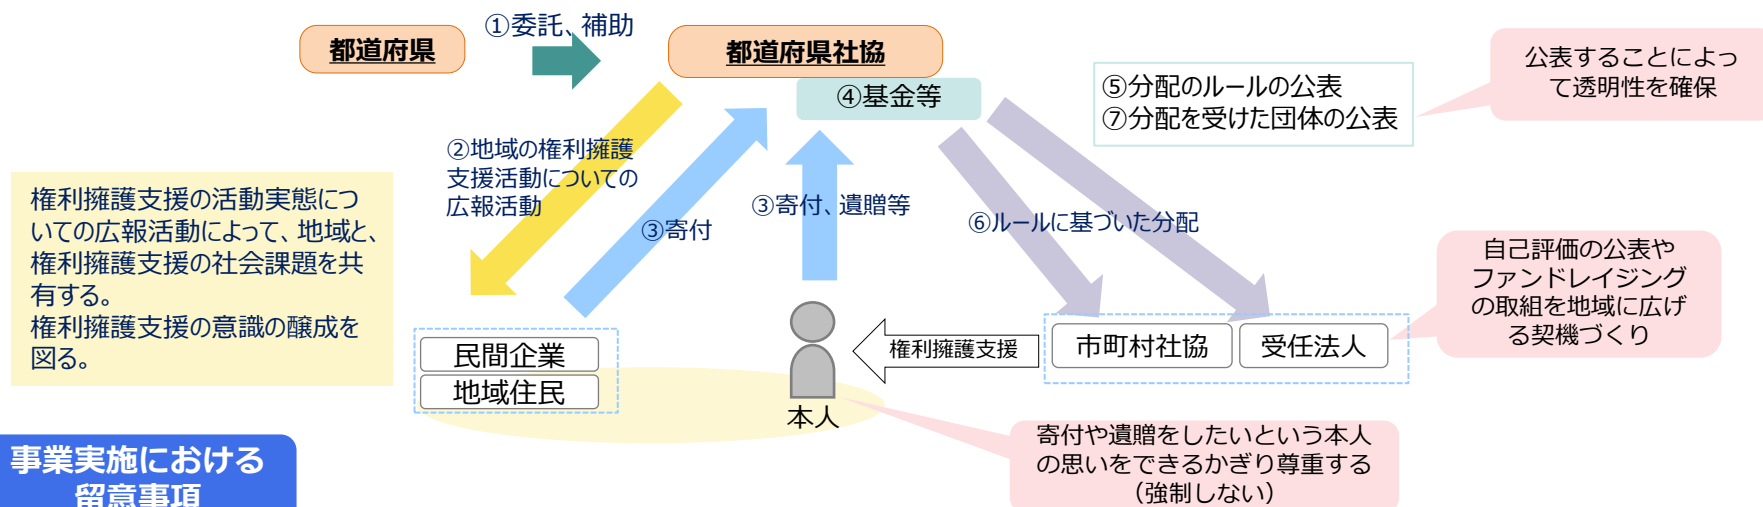 ①委託、補助
都道府県
都道府県社協
④基金等
⑤分配のルールの公表
⑦分配を受けた団体の公表
公表することによっ
て透明性を確保
②地域の権利擁護
支援活動についての
広報活動
③寄付
③寄付、遺贈等
⑥ルールに基づいた分配
権利擁護支援の活動実態につ
いての広報活動によって、地域と、
権利擁護支援の社会課題を共
有する。
権利擁護支援の意識の醸成を
図る。
自己評価の公表や
ファンドレイジング
の取組を地域に広げ
る契機づくり
民間企業
地域住民
権利擁護支援
市町村社協
受任法人
本人
寄付や遺贈をしたいという本人
の思いをできるかぎり尊重する
（強制しない）
事業実施における
留意事項